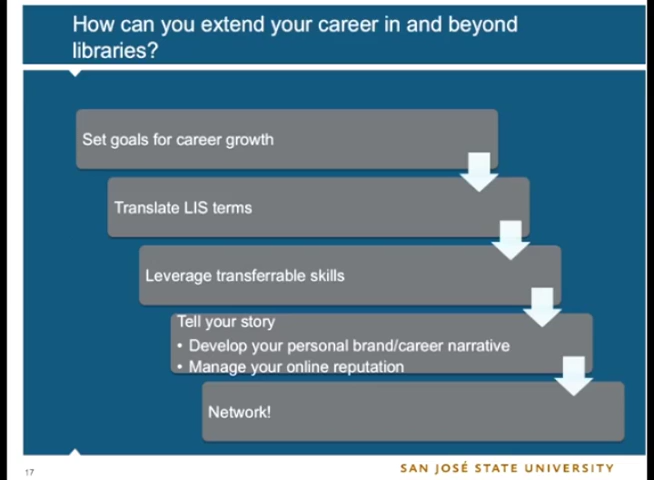 How can you extend your career in and beyond
libraries?
Set goals for career growth
Translate LIS terms
Leverage transferrable skills
Tell your story
• Develop your personal brand/career narrative
• Manage your online reputation
Network!
17
SAN JOSÉ STATE UNIVERSITY